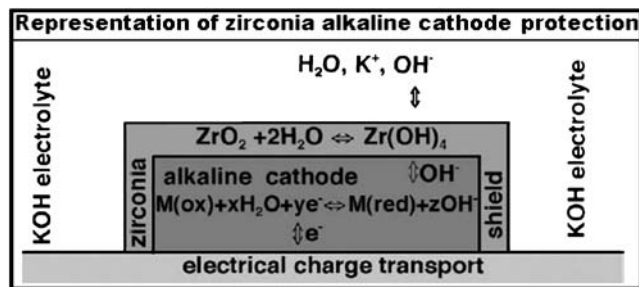 Representation of zirconia alkaline cathode protection
H₂O, K⁺, OH⁻
⇕
KOH electrolyte
KOH electrolyte
ZrO₂ +2H₂O ⇔ Zr(OH)₄
zirconia
shield
alkaline cathode ⇕OH⁻
M(ox)+xH₂O+ye⁻⇔M(red)+zOH⁻
⇕e⁻
electrical charge transport